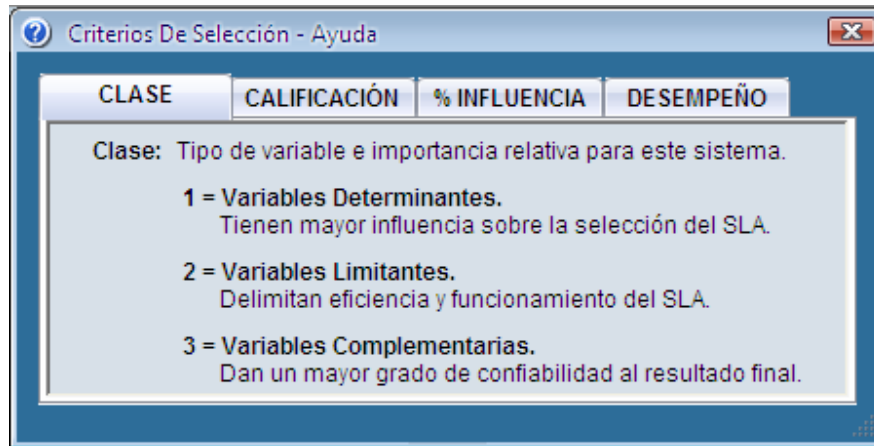 Criterios De Selección - Ayuda
CLASE CALIFICACIÓN % INFLUENCIA DESEMPEÑO
Clase: Tipo de variable e importancia relativa para este sistema.
1 = Variables Determinantes.
Tienen mayor influencia sobre la selección del SLA.
2 = Variables Limitantes.
Delimitan eficiencia y funcionamiento del SLA.
3 = Variables Complementarias.
Dan un mayor grado de confiabilidad al resultado final.